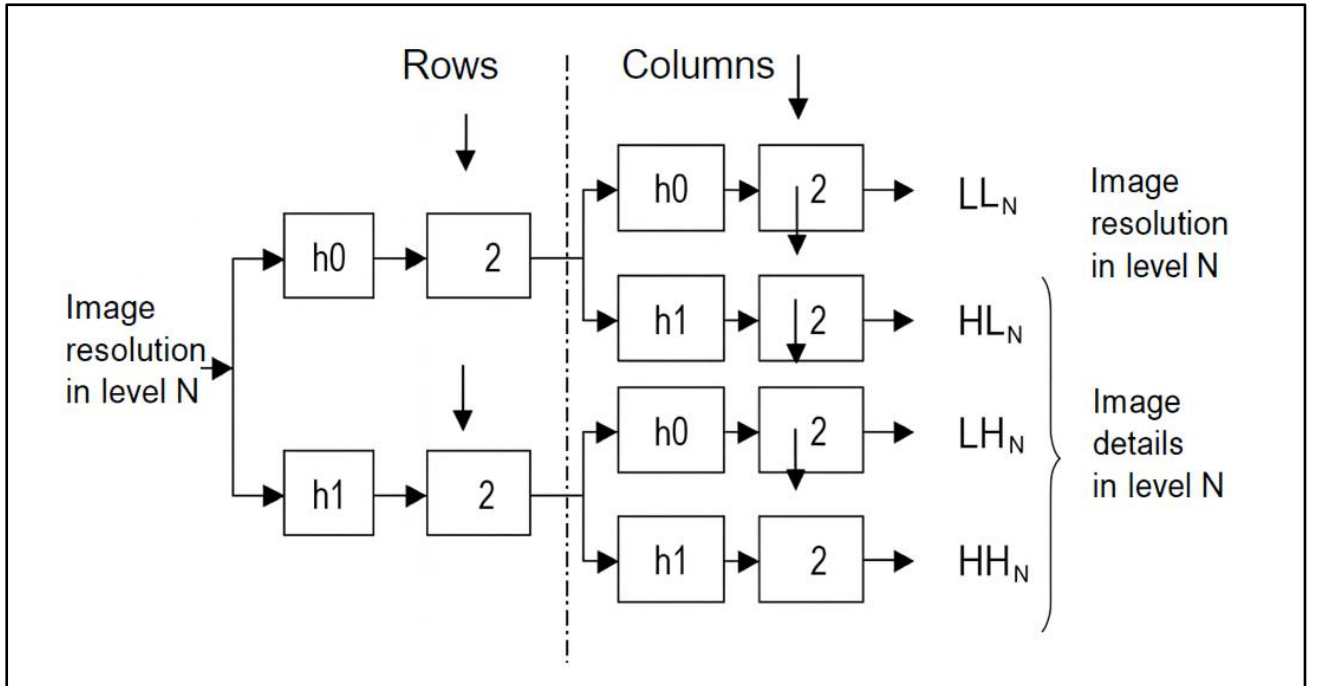 Rows
Columns
h0
2
h1
2
h0
2
h1
2
h0
2
h1
2
Image
resolution
in level N
LL_N
HL_N
LH_N
HH_N
Image
resolution
in level N
Image
details
in level N